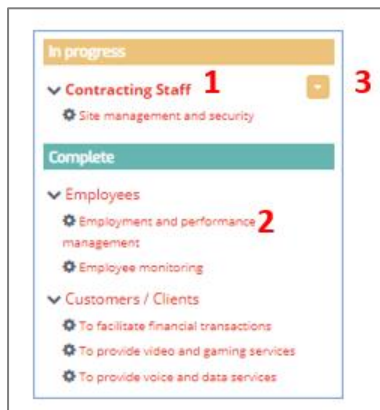 In progress
Contracting Staff 1 3
Site management and security
Complete
Employees
Employment and performance 2
management
Employee monitoring
Customers / Clients
To facilitate financial transactions
To provide video and gaming services
To provide voice and data services